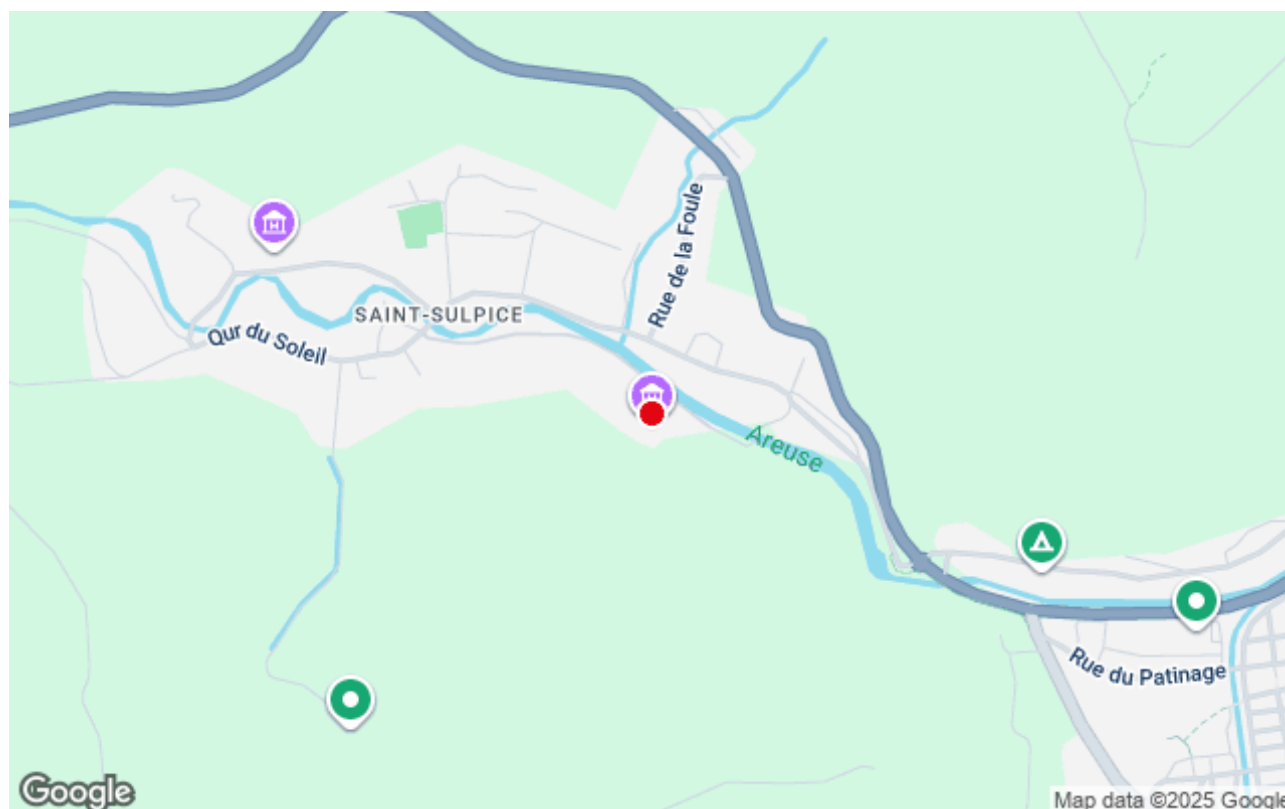 Rue de la Foule
SAINT-SULPICE
Qur du Soleil
Areuse
Rue du Patinage
Google
Map data ©2025 Google